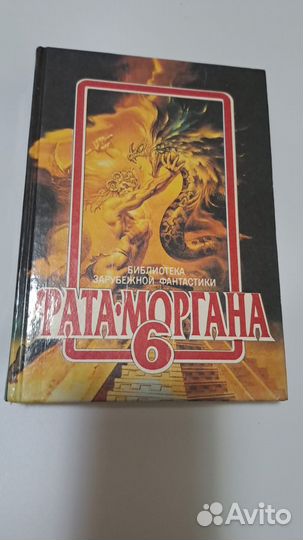 БИБЛИОТЕКА
ЗАРУБЕЖНОЙ ФАНТАСТИКИ
ФАТА•МОРГАНА
6
Avito